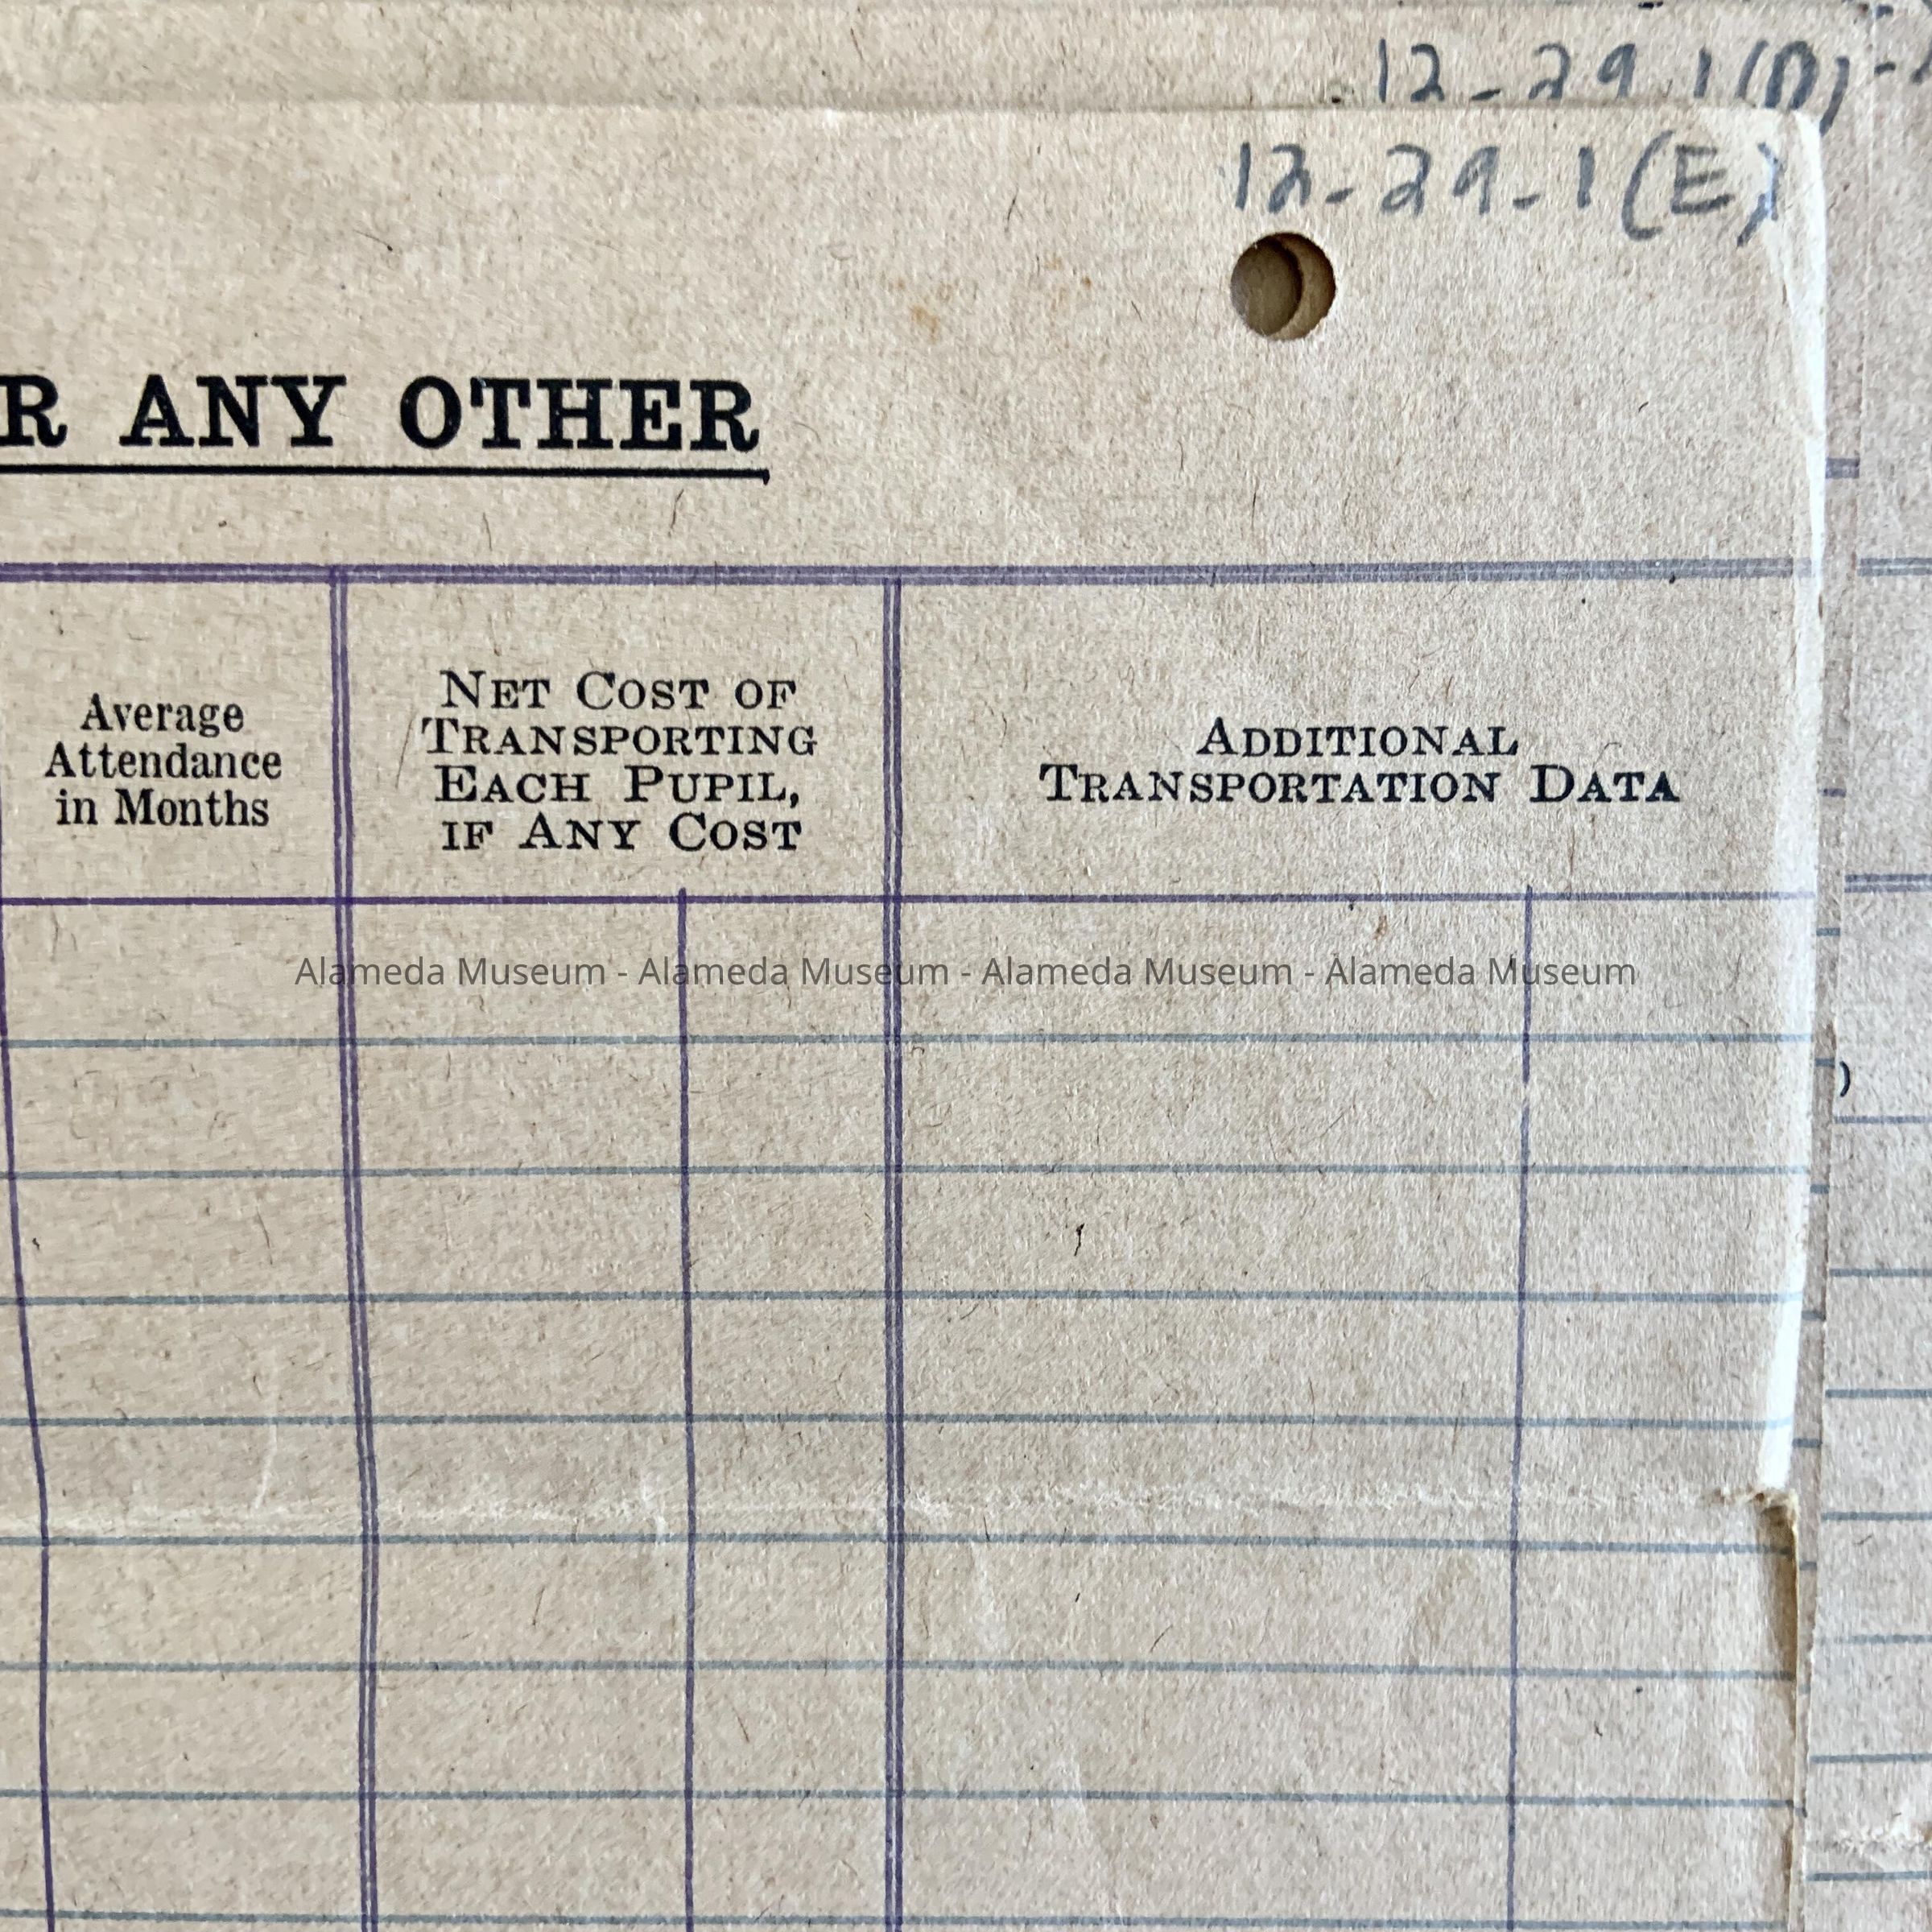 12-29-1(D)-
12-29-1(E)
R ANY OTHER
Average
Attendance
in Months
NET COST OF
TRANSPORTING
EACH PUPIL,
IF ANY COST
ADDITIONAL
TRANSPORTATION DATA
Alameda Museum - Alameda Museum - Alameda Museum - Alameda Museum
)